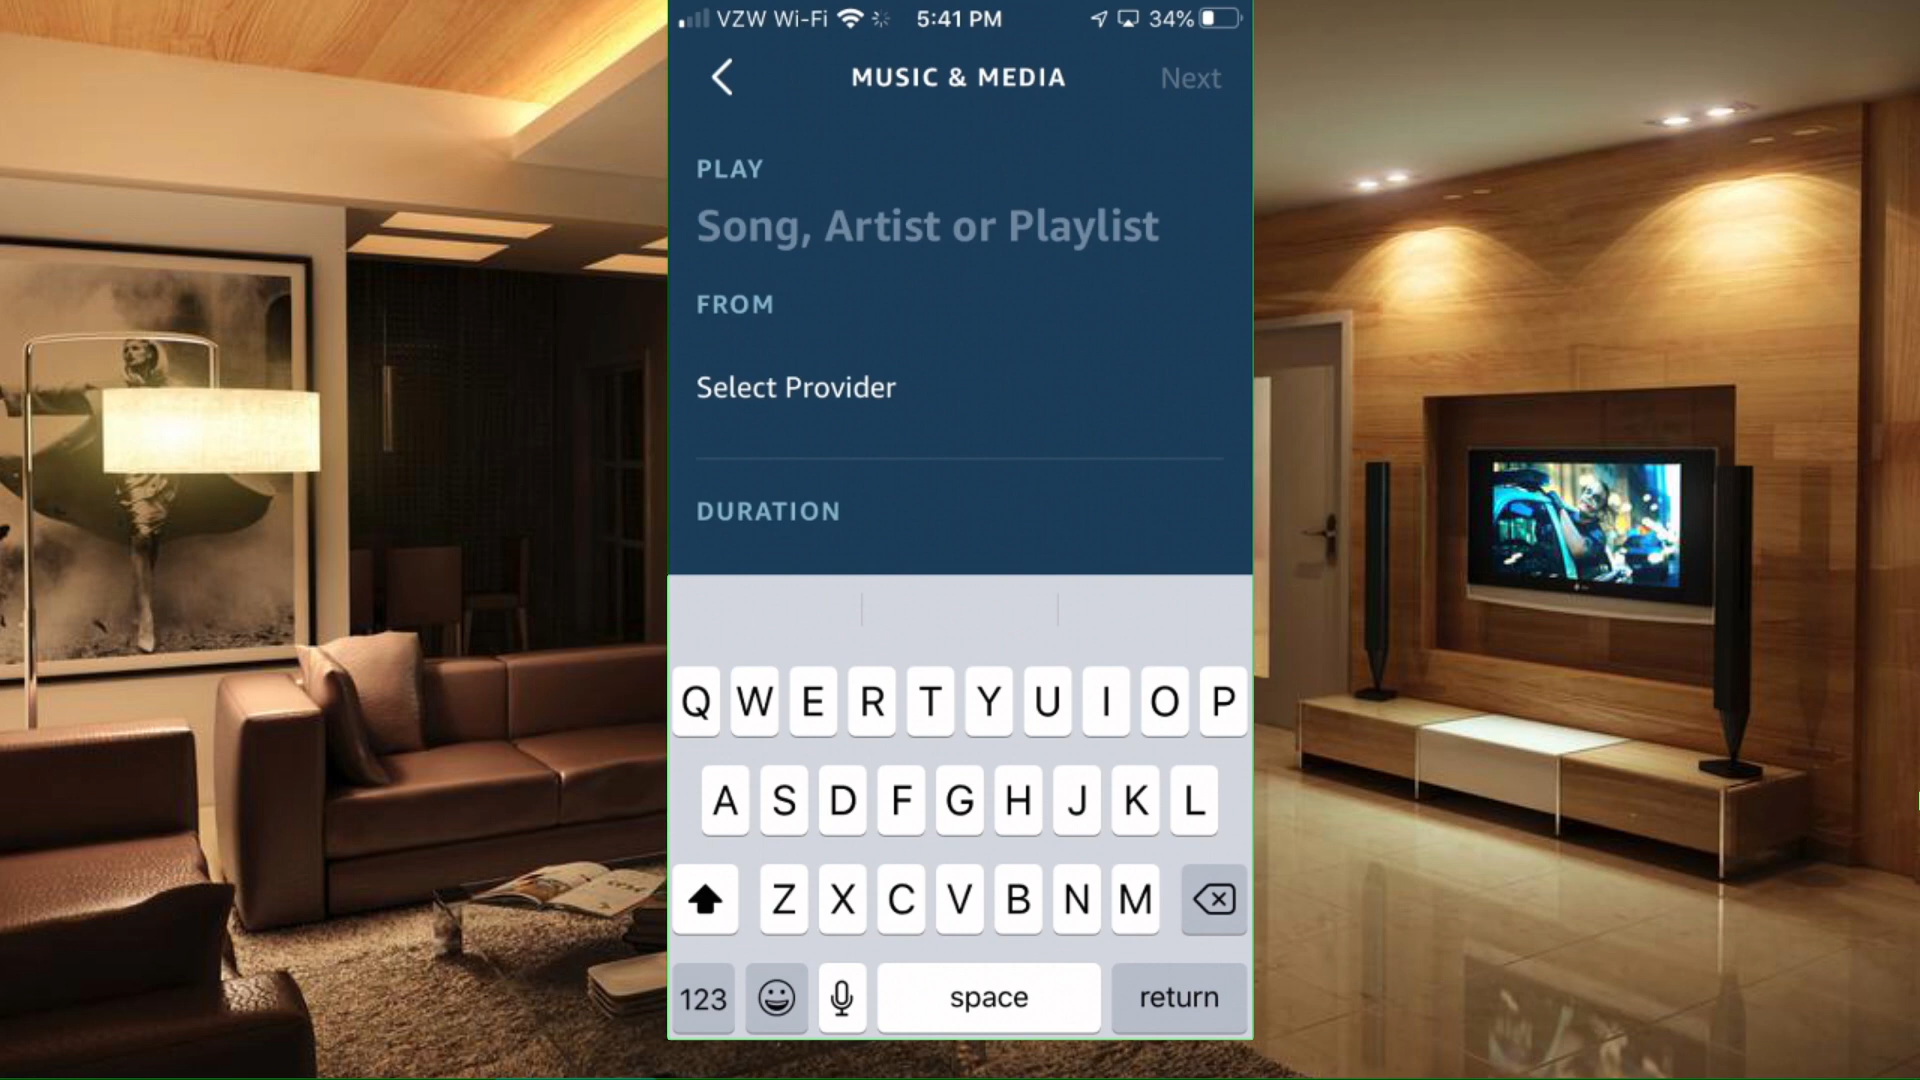 VZW Wi-Fi 5:41 PM 34%
MUSIC & MEDIA Next
PLAY
Song, Artist or Playlist
FROM
Select Provider
DURATION
Q W E R T Y U I O P
A S D F G H J K L
Z X C V B N M
123 space return